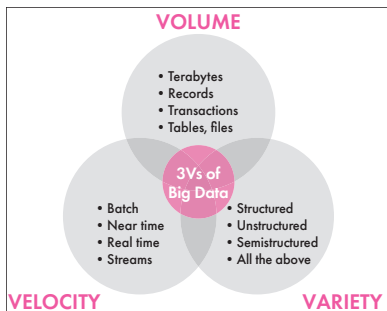 VOLUME
• Terabytes
• Records
• Transactions
• Tables, files
3Vs of
Big Data
• Batch
• Near time
• Real time
• Streams
• Structured
• Unstructured
• Semistructured
• All the above
VELOCITY
VARIETY